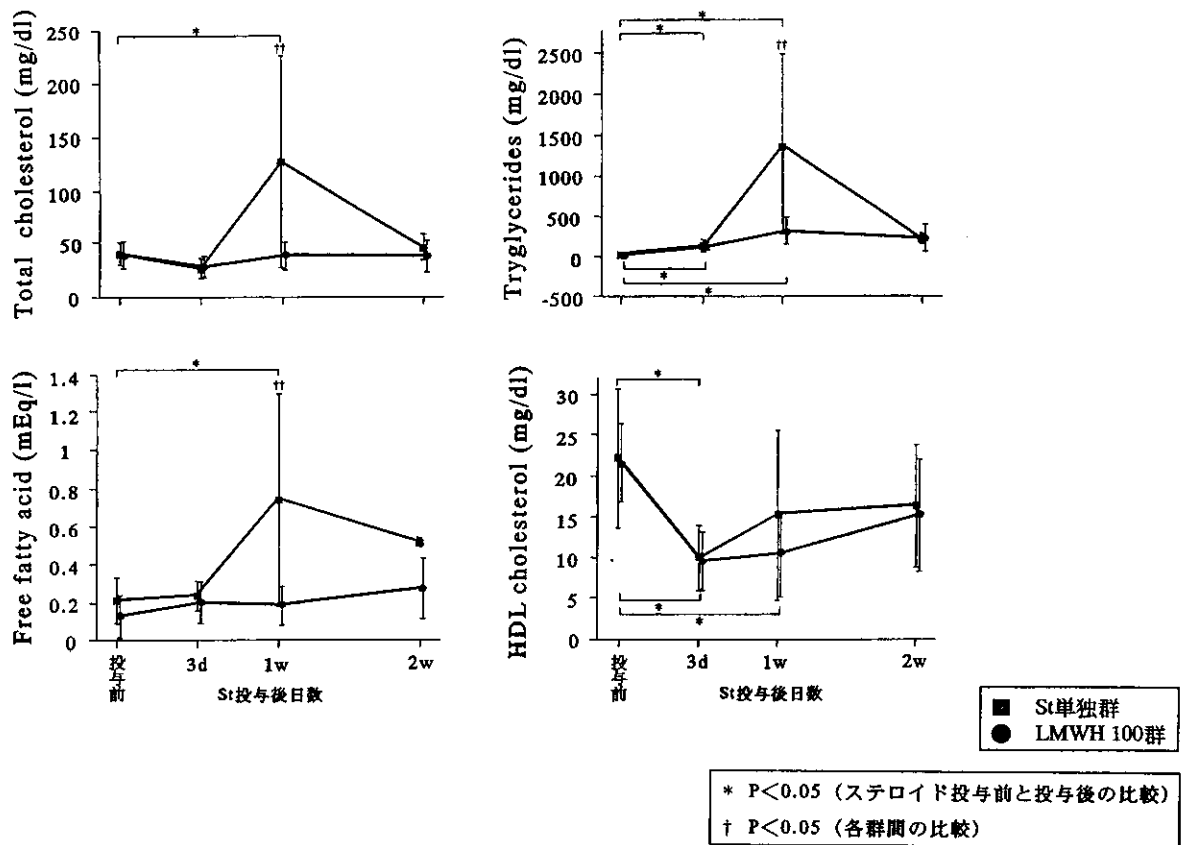 Total cholesterol (mg/dl)
250
200
150
100
50
0
*
††
Tryglycerides (mg/dl)
2500
2000
1500
1000
500
0
-500
*
*
††
*
*
Free fatty acid (mEq/l)
1.4
1.2
1
0.8
0.6
0.4
0.2
0
*
††
投与前
3d
1w
2w
St投与後日数
HDL cholesterol (mg/dl)
30
25
20
15
10
5
0
*
*
*
投与前
3d
1w
2w
St投与後日数
St単独群
LMWH 100群
* P<0.05 (ステロイド投与前と投与後の比較)
† P<0.05 (各群間の比較)